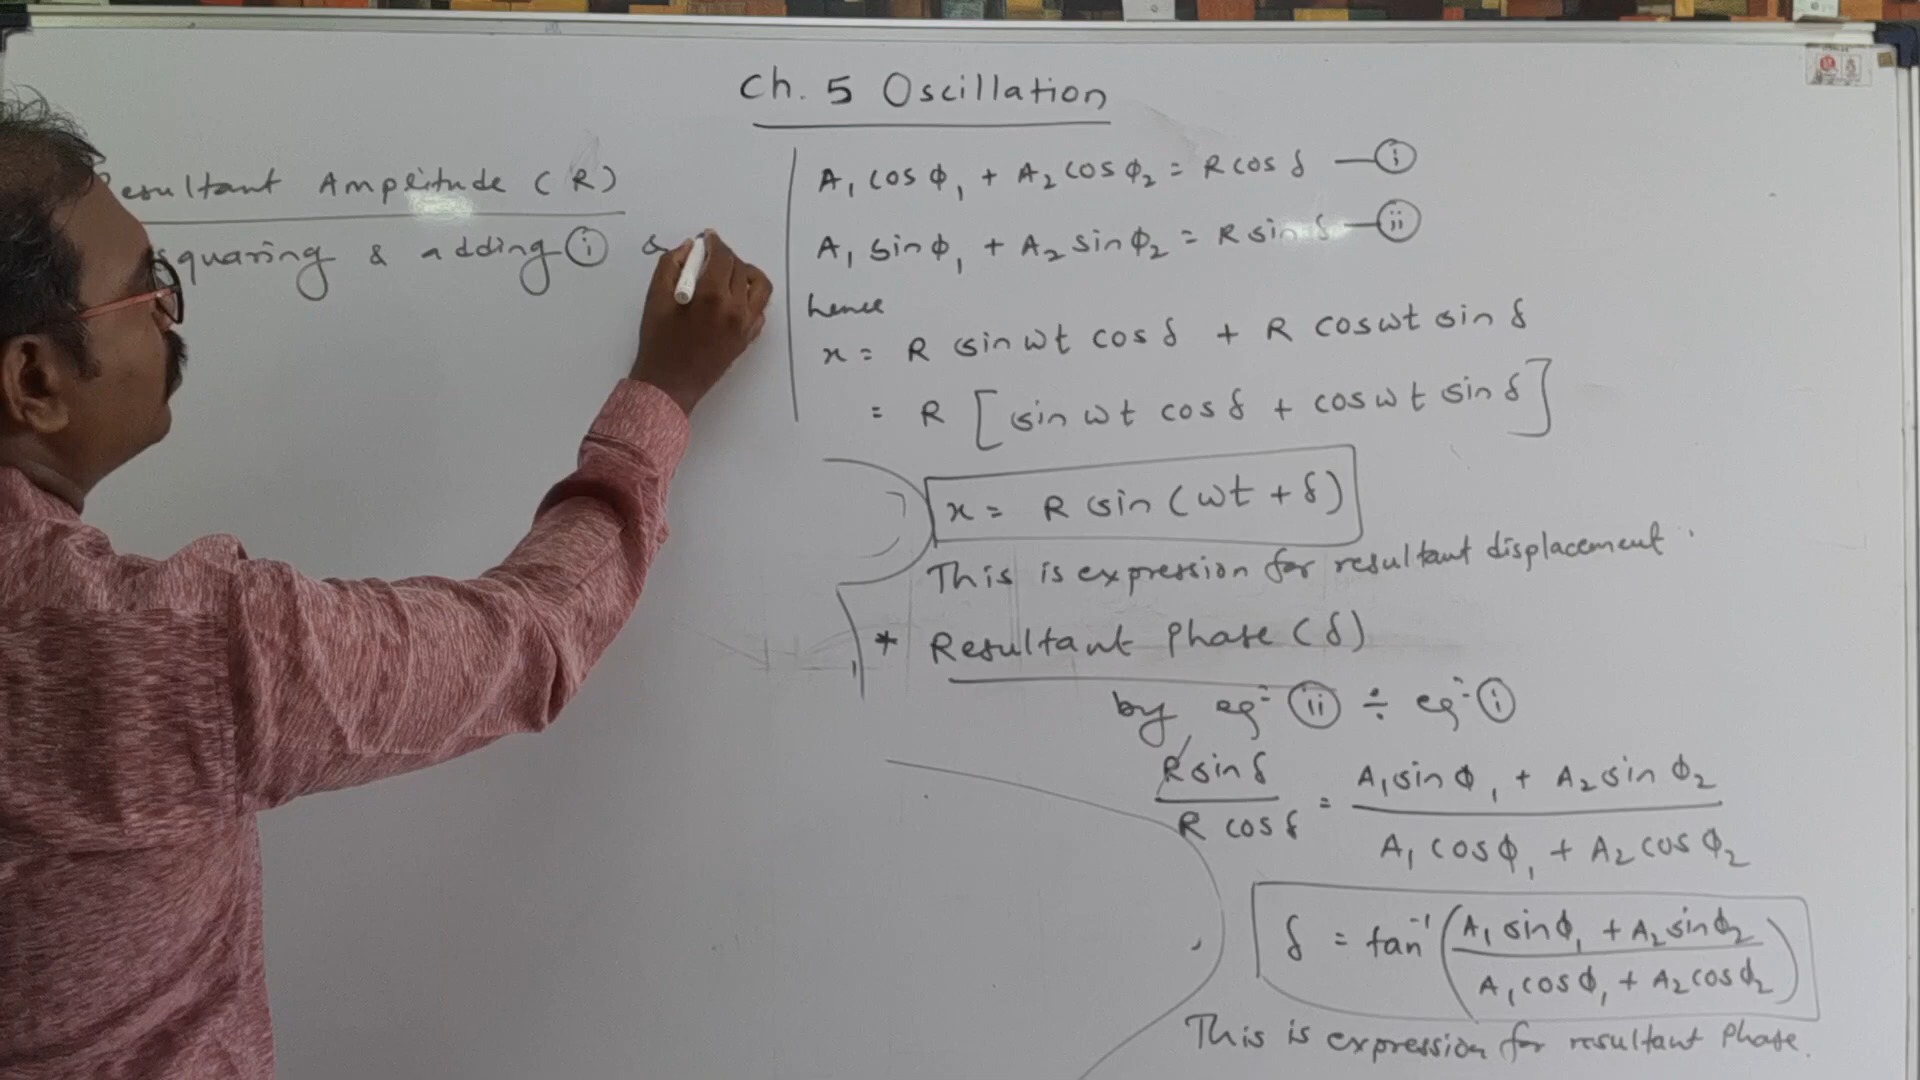 Ch. 5 Oscillation
Resultant Amplitude (R)
squaring & adding (i) &
A₁ cos ϕ₁ + A₂ cos ϕ₂ = R cos δ — (i)
A₁ sin ϕ₁ + A₂ sin ϕ₂ = R sin δ — (ii)
hence
x = R sin ωt cos δ + R cos ωt sin δ
= R [sin ωt cos δ + cos ωt sin δ]
x = R sin (ωt + δ)
This is expression for resultant displacement.
* Resultant Phase (δ)
by eqⁿ (ii) ÷ eqⁿ (i)
R sin δ / R cos δ = A₁ sin ϕ₁ + A₂ sin ϕ₂ / A₁ cos ϕ₁ + A₂ cos ϕ₂
δ = tan⁻¹ (A₁ sin ϕ₁ + A₂ sin ϕ₂ / A₁ cos ϕ₁ + A₂ cos ϕ₂)
This is expression for resultant Phase.